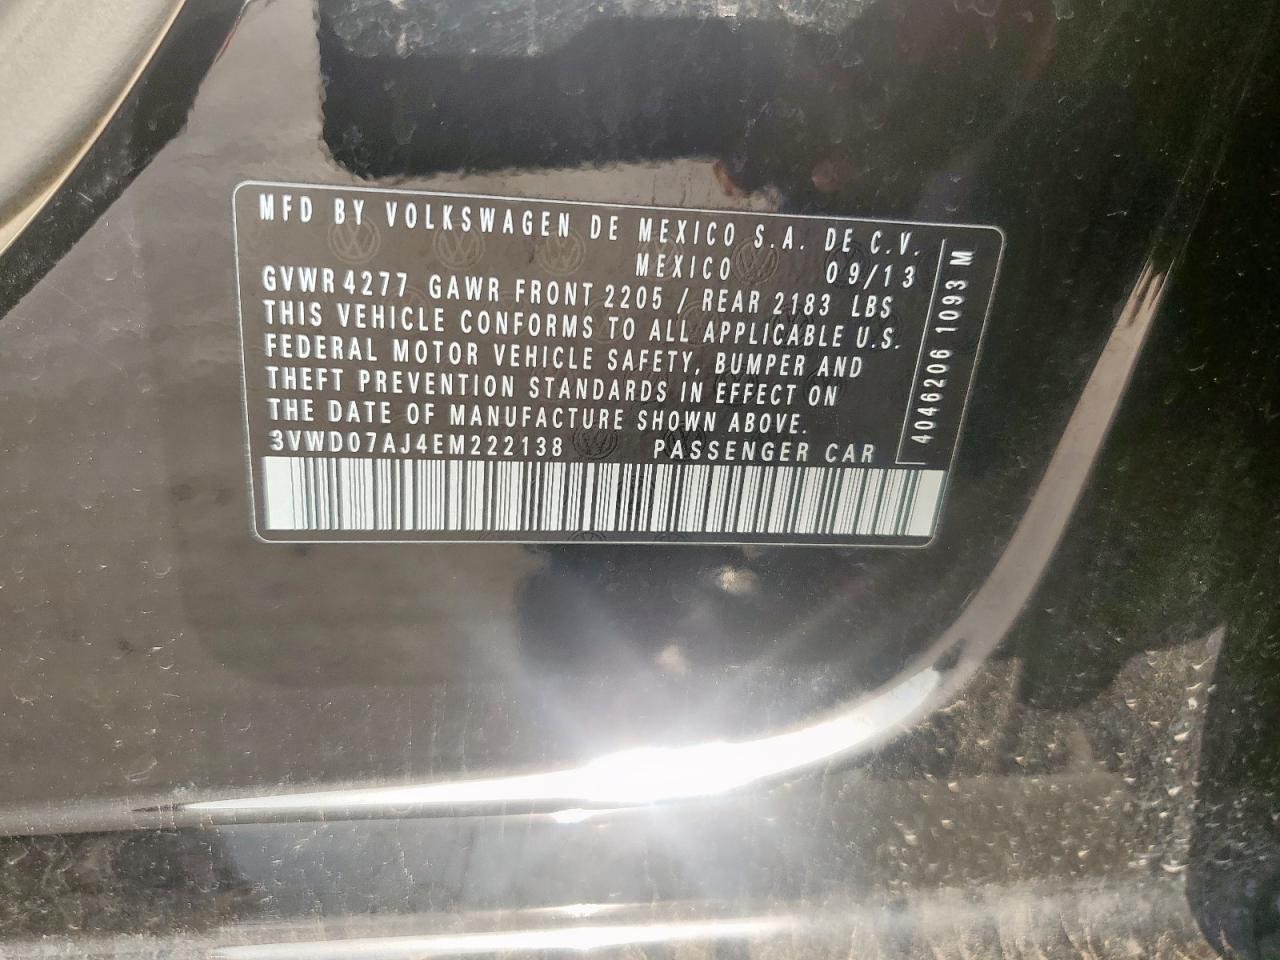 MFD BY VOLKSWAGEN DE MEXICO S.A. DE C.V.
MEXICO 09/13
GVWR 4277 GAWR FRONT 2205 / REAR 2183 LBS
THIS VEHICLE CONFORMS TO ALL APPLICABLE U.S.
FEDERAL MOTOR VEHICLE SAFETY, BUMPER AND
THEFT PREVENTION STANDARDS IN EFFECT ON
THE DATE OF MANUFACTURE SHOWN ABOVE.
3VWD07AJ4EM222138 PASSENGER CAR
4046206 1093 M